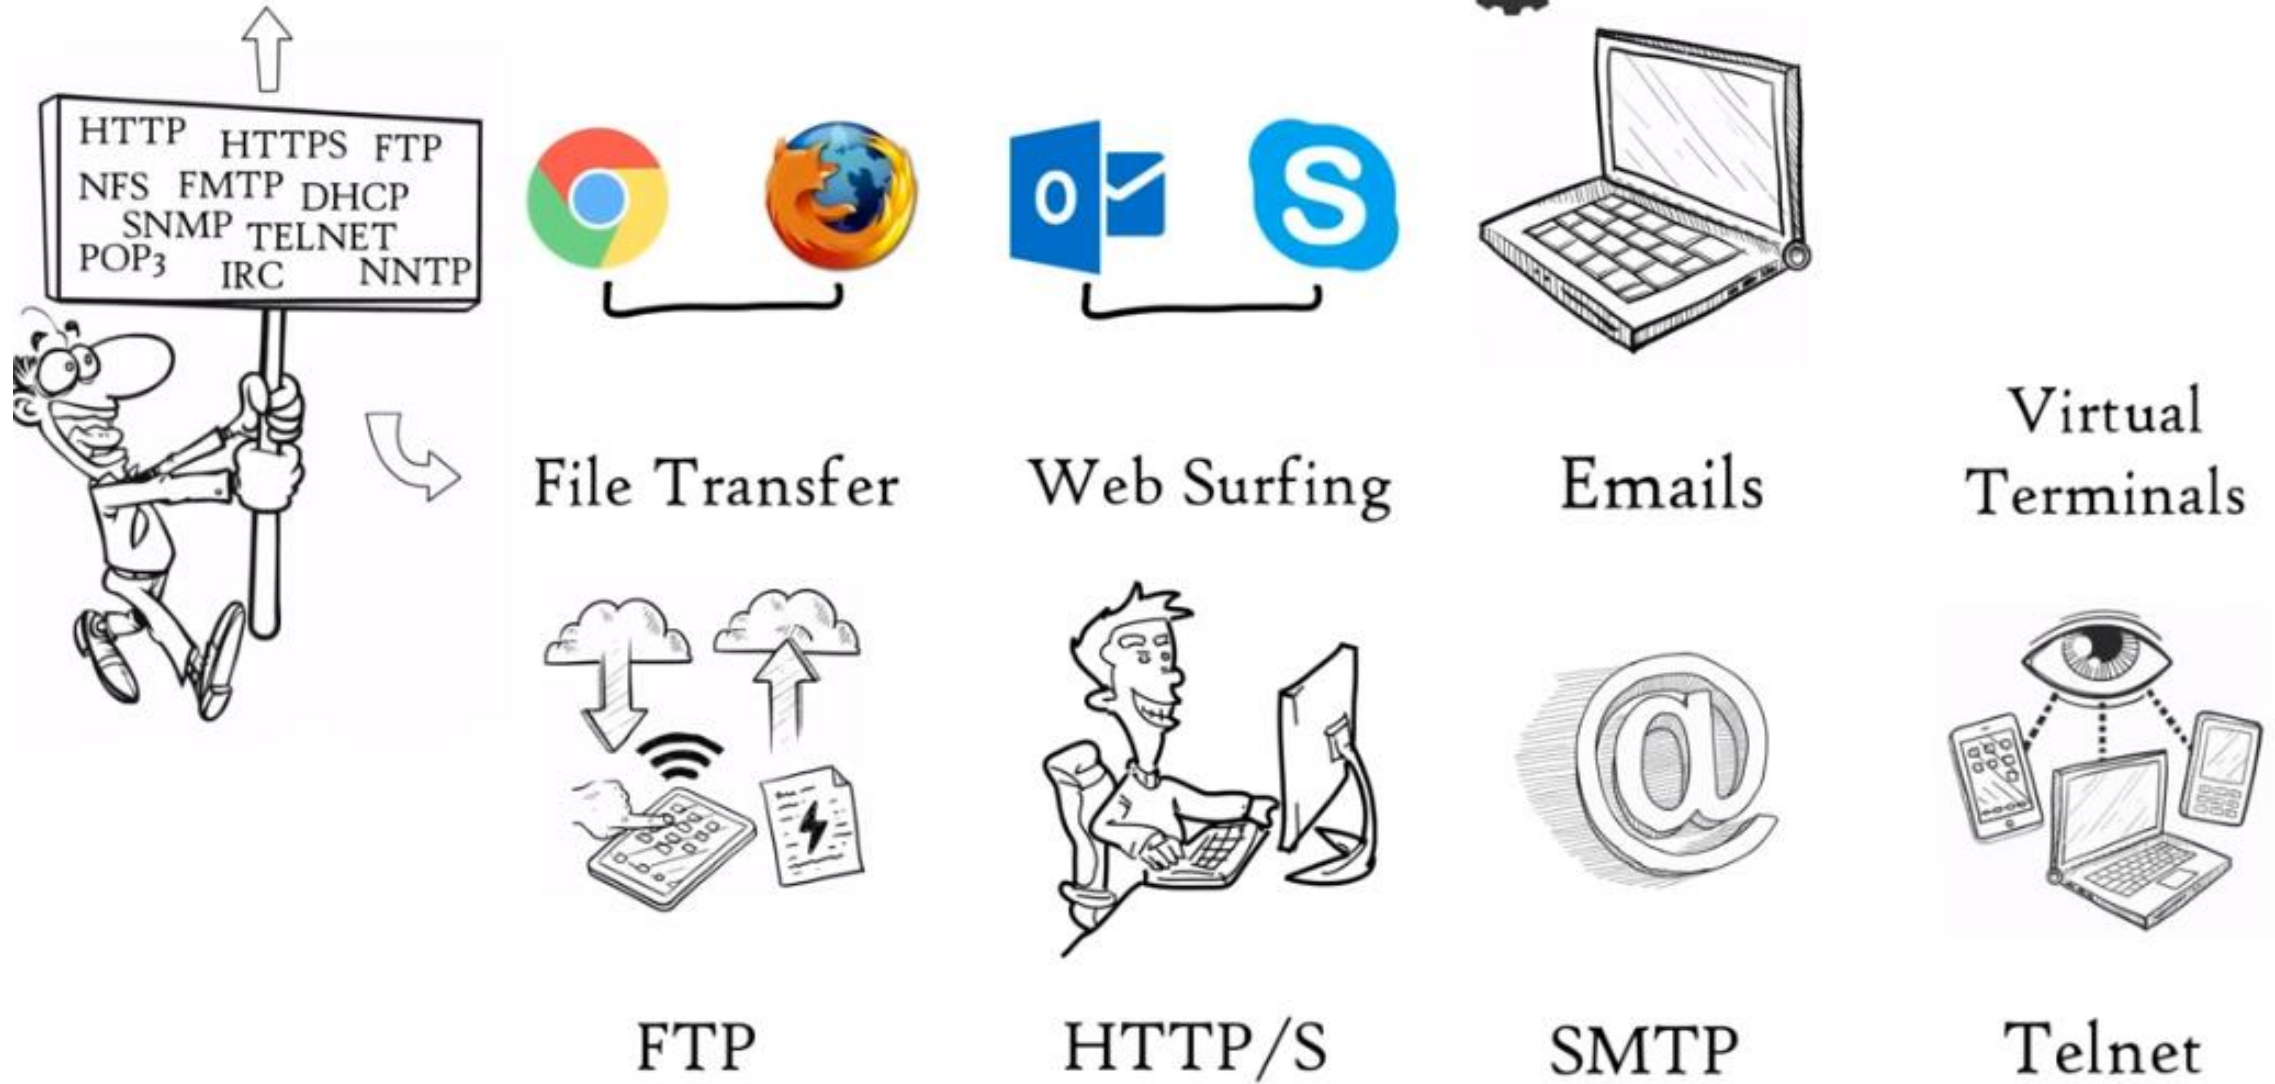 HTTP HTTPS FTP
NFS FMTP DHCP
SNMP TELNET
POP3 IRC NNTP
O
S
File Transfer
Web Surfing
Emails
Virtual
Terminals
@
FTP
HTTP/S
SMTP
Telnet